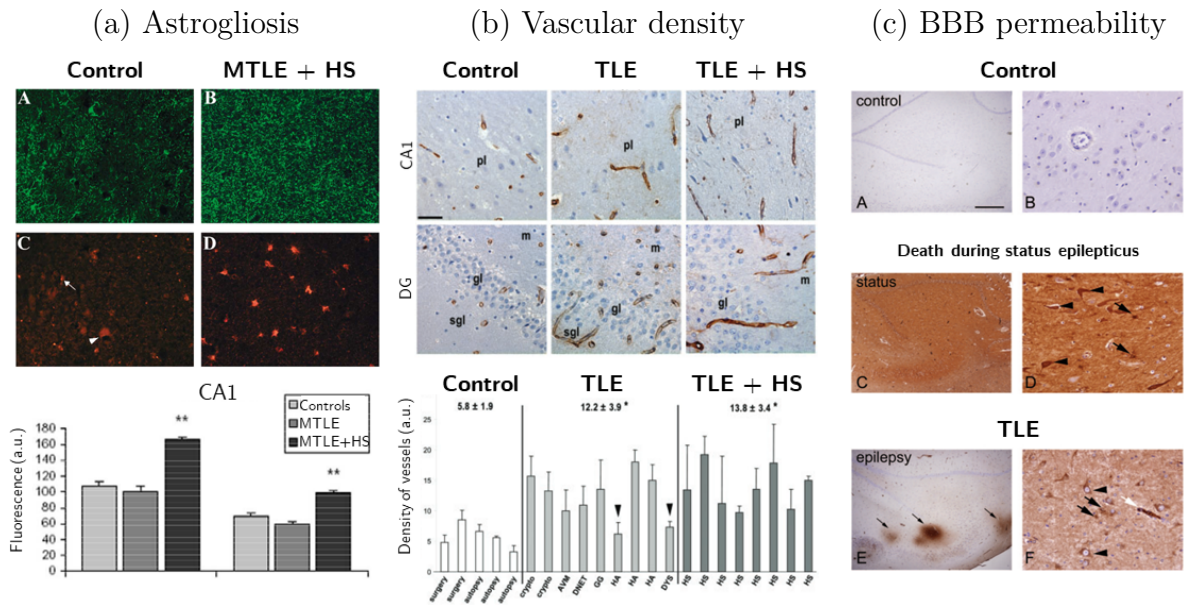 (a) Astrogliosis
Control
MTLE + HS
A
B
C
D
CA1
Controls
MTLE
MTLE+HS
Fluorescence (a.u.)
180
160
140
120
100
80
60
40
20
0
**
**
(b) Vascular density
Control
TLE
TLE + HS
CA1
pl
pl
pl
DG
m
gl
sgl
m
gl
sgl
m
gl
Control
TLE
TLE + HS
5.8 ± 1.9
12.2 ± 3.9 *
13.8 ± 3.4 *
Density of vessels (a.u.)
25
20
15
10
5
0
surgery
surgery
autopsy
autopsy
autopsy
crypto
crypto
AVM
DNET
GG
HA
HA
HA
DYS
HS
HS
HS
HS
HS
HS
HS
HS
(c) BBB permeability
Control
control
A
B
Death during status epilepticus
status
C
D
TLE
epilepsy
E
F